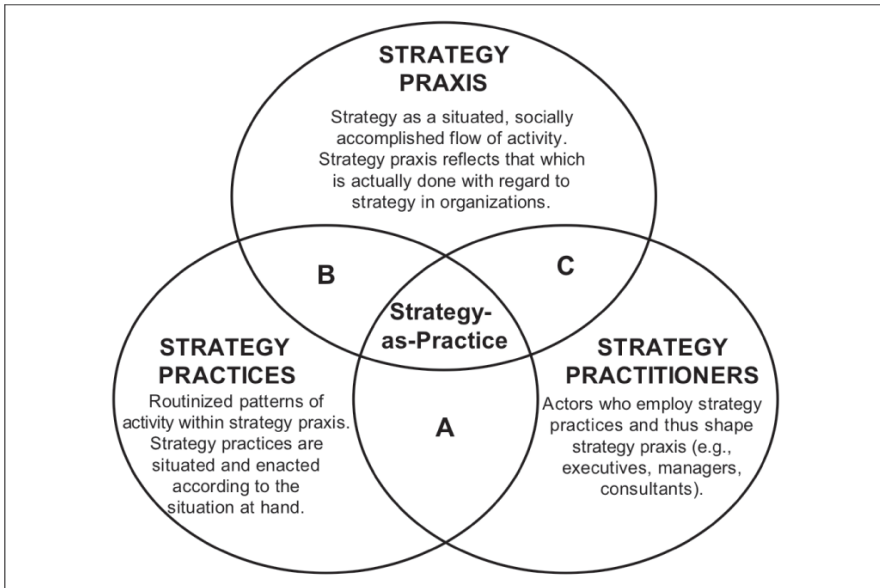 STRATEGY
PRAXIS
Strategy as a situated, socially
accomplished flow of activity.
Strategy praxis reflects that which
is actually done with regard to
strategy in organizations.
B
C
Strategy-
as-Practice
STRATEGY
PRACTICES
Routinized patterns of
activity within strategy praxis.
Strategy practices are
situated and enacted
according to the
situation at hand.
A
STRATEGY
PRACTITIONERS
Actors who employ strategy
practices and thus shape
strategy praxis (e.g.,
executives, managers,
consultants).